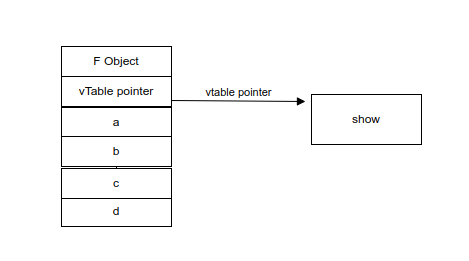 F Object
vTable pointer
vtable pointer
show
a
b
c
d